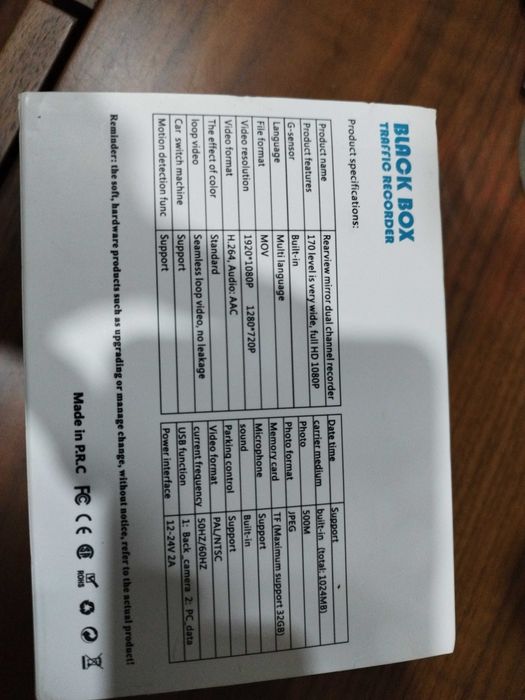 BLACK BOX
TRAFFIC RECORDER
Product specifications:
Product name Rearview mirror dual channel recorder
Product features 170 level is very wide, full HD 1080P
G-sensor Built-in
Language Multi language
File format MOV
Video resolution 1920*1080P 1280*720P
Video format H.264, Audio: AAC
The effect of color Standard
loop video Seamless loop video, no leakage
Car switch machine Support
Motion detection func Support
Date time Support
carrier medium built-in (total: 1024MB)
Photo 500M
Photo format JPEG
Memory card TF (Maximum support 32GB)
Microphone Support
sound Built-in
Parking control Support
Video format PAL/NTSC
current frequency 50HZ/60HZ
USB function 1: Back_camera 2: PC_data
Power interface 12~24V 2A
Reminder: the soft, hardware products such as upgrading or manage change, without notice, refer to the actual product!
Made in P.R.C FC CE ROHS